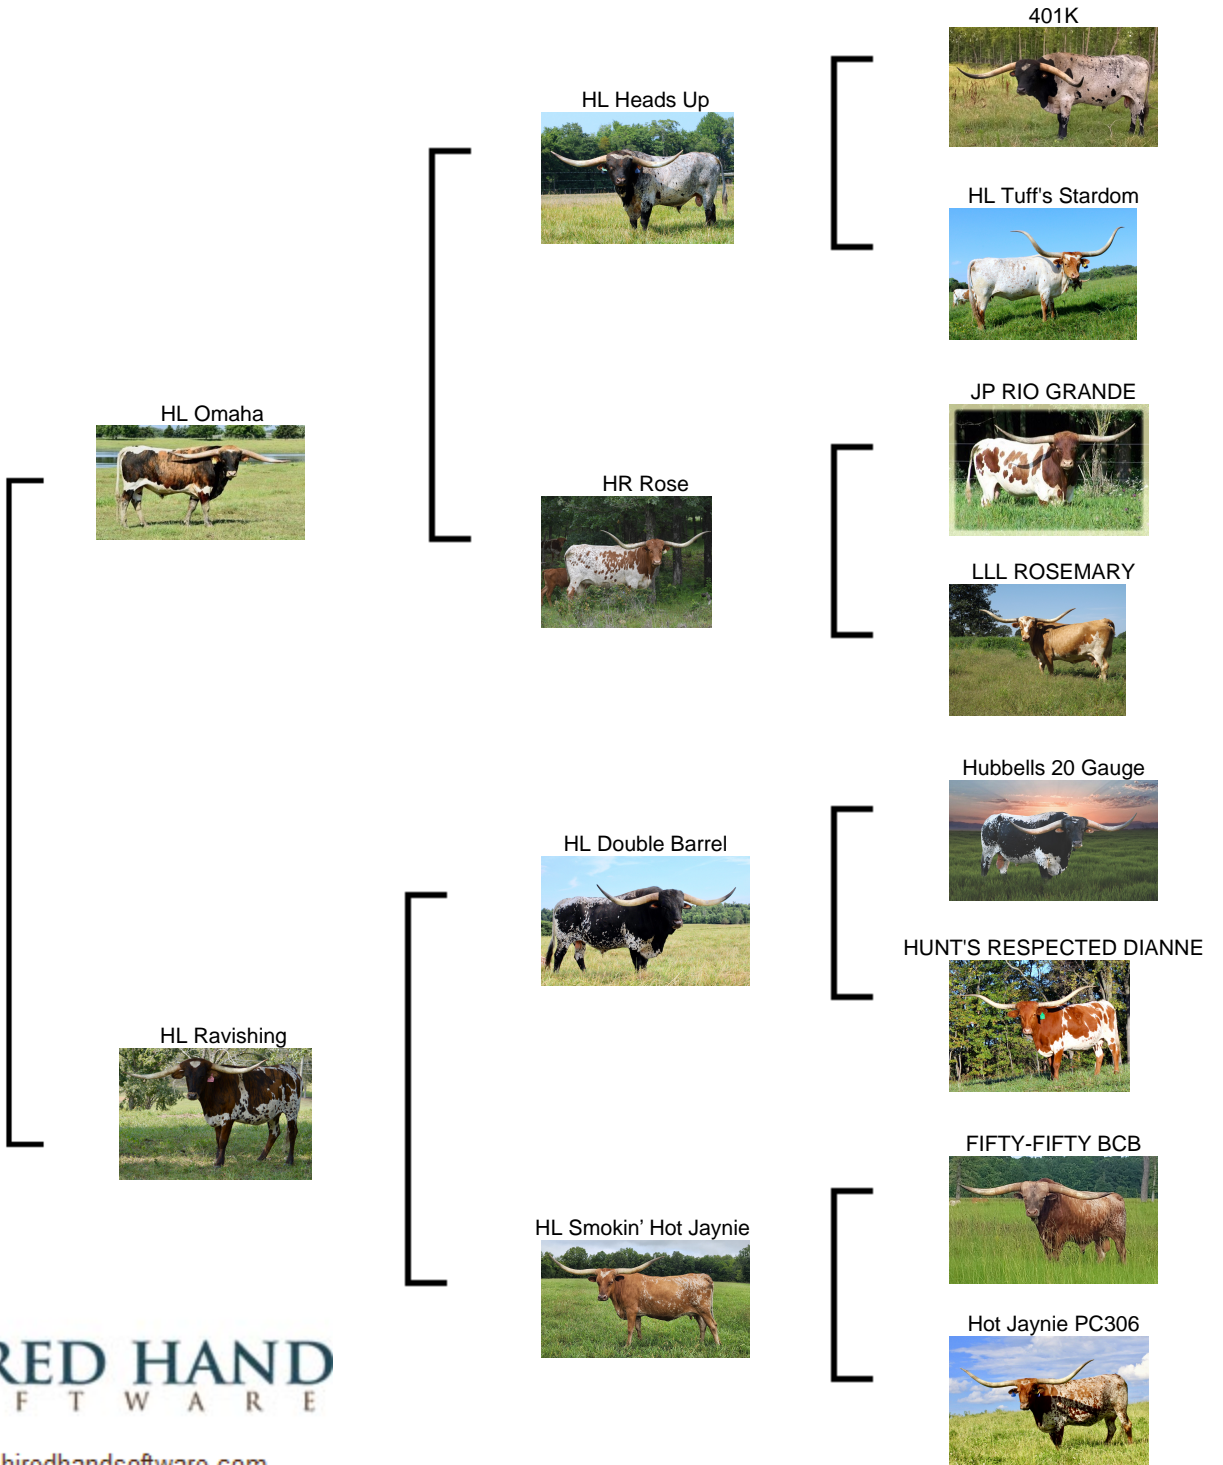 401K
HL Heads Up
HL Tuff's Stardom
JP RIO GRANDE
HL Omaha
HR Rose
LLL ROSEMARY
Hubbells 20 Gauge
HL Double Barrel
HUNT'S RESPECTED DIANNE
HL Ravishing
FIFTY-FIFTY BCB
HL Smokin' Hot Jaynie
Hot Jaynie PC306
RED HAND
F T W A R E
hiredhandsoftware.com